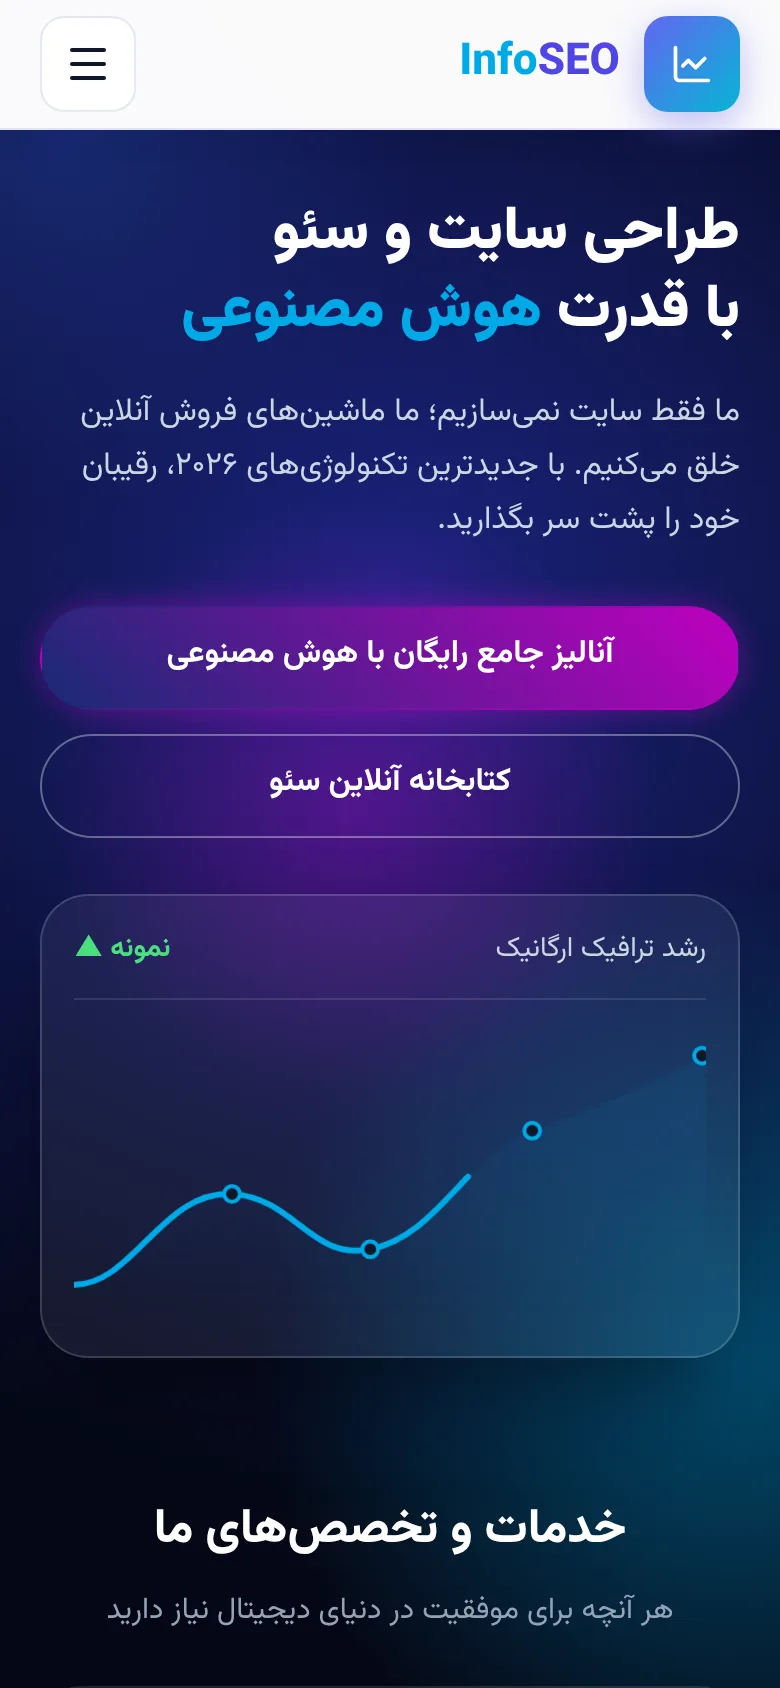 InfoSEO
طراحی سایت و سئو
با قدرت هوش مصنوعی
ما فقط سایت نمی‌سازیم؛ ما ماشین‌های فروش آنلاین
خلق می‌کنیم. با جدیدترین تکنولوژی‌های ۲۰۲۶، رقیبان
خود را پشت سر بگذارید.
آنالیز جامع رایگان با هوش مصنوعی
کتابخانه آنلاین سئو
رشد ترافیک ارگانیک
نمونه ▲
خدمات و تخصص‌های ما
هر آنچه برای موفقیت در دنیای دیجیتال نیاز دارید